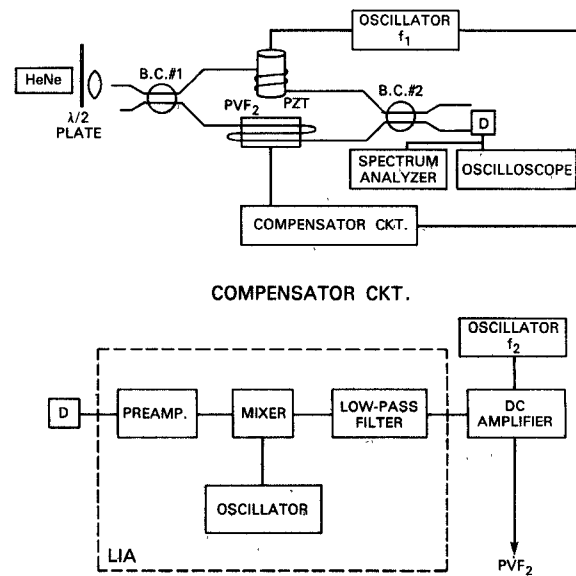 OSCILLATOR
f₁
HeNe
B.C.#1
B.C.#2
λ/2
PLATE
PVF₂
PZT
D
SPECTRUM
ANALYZER
OSCILLOSCOPE
COMPENSATOR CKT.
COMPENSATOR CKT.
OSCILLATOR
f₂
D
PREAMP.
MIXER
LOW-PASS
FILTER
DC
AMPLIFIER
OSCILLATOR
LIA
PVF₂